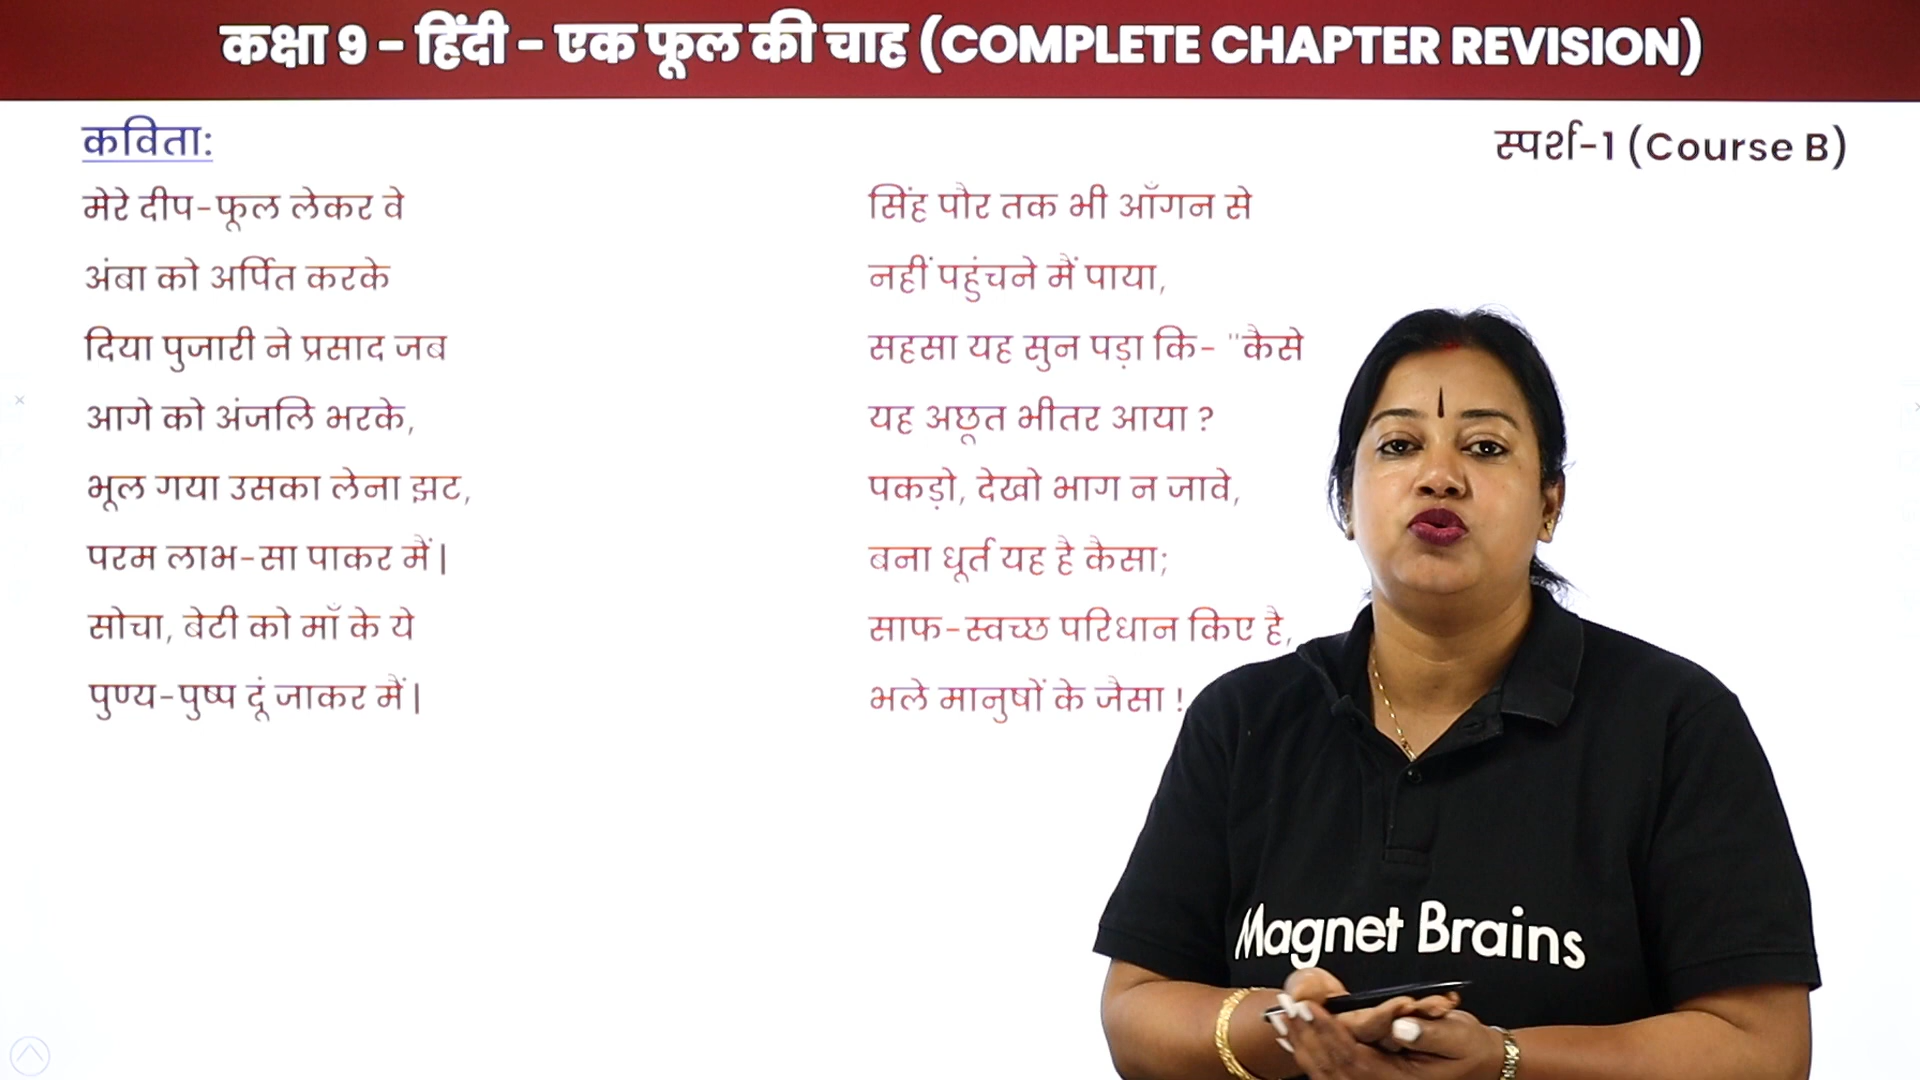 कक्षा 9 - हिंदी - एक फूल की चाह (COMPLETE CHAPTER REVISION)
कविता:
स्पर्श-1 (Course B)
मेरे दीप-फूल लेकर वे
अंबा को अर्पित करके
दिया पुजारी ने प्रसाद जब
आगे को अंजलि भरके,
भूल गया उसका लेना झट,
परम लाभ-सा पाकर मैं|
सोचा, बेटी को माँ के ये
पुण्य-पुष्प दूं जाकर मैं|
सिंह पौर तक भी आँगन से
नहीं पहुंचने मैं पाया,
सहसा यह सुन पड़ा कि- "कैसे
यह अछूत भीतर आया ?
पकड़ो, देखो भाग न जावे,
बना धूर्त यह है कैसा;
साफ-स्वच्छ परिधान किए है,
भले मानुषों के जैसा !
Magnet Brains